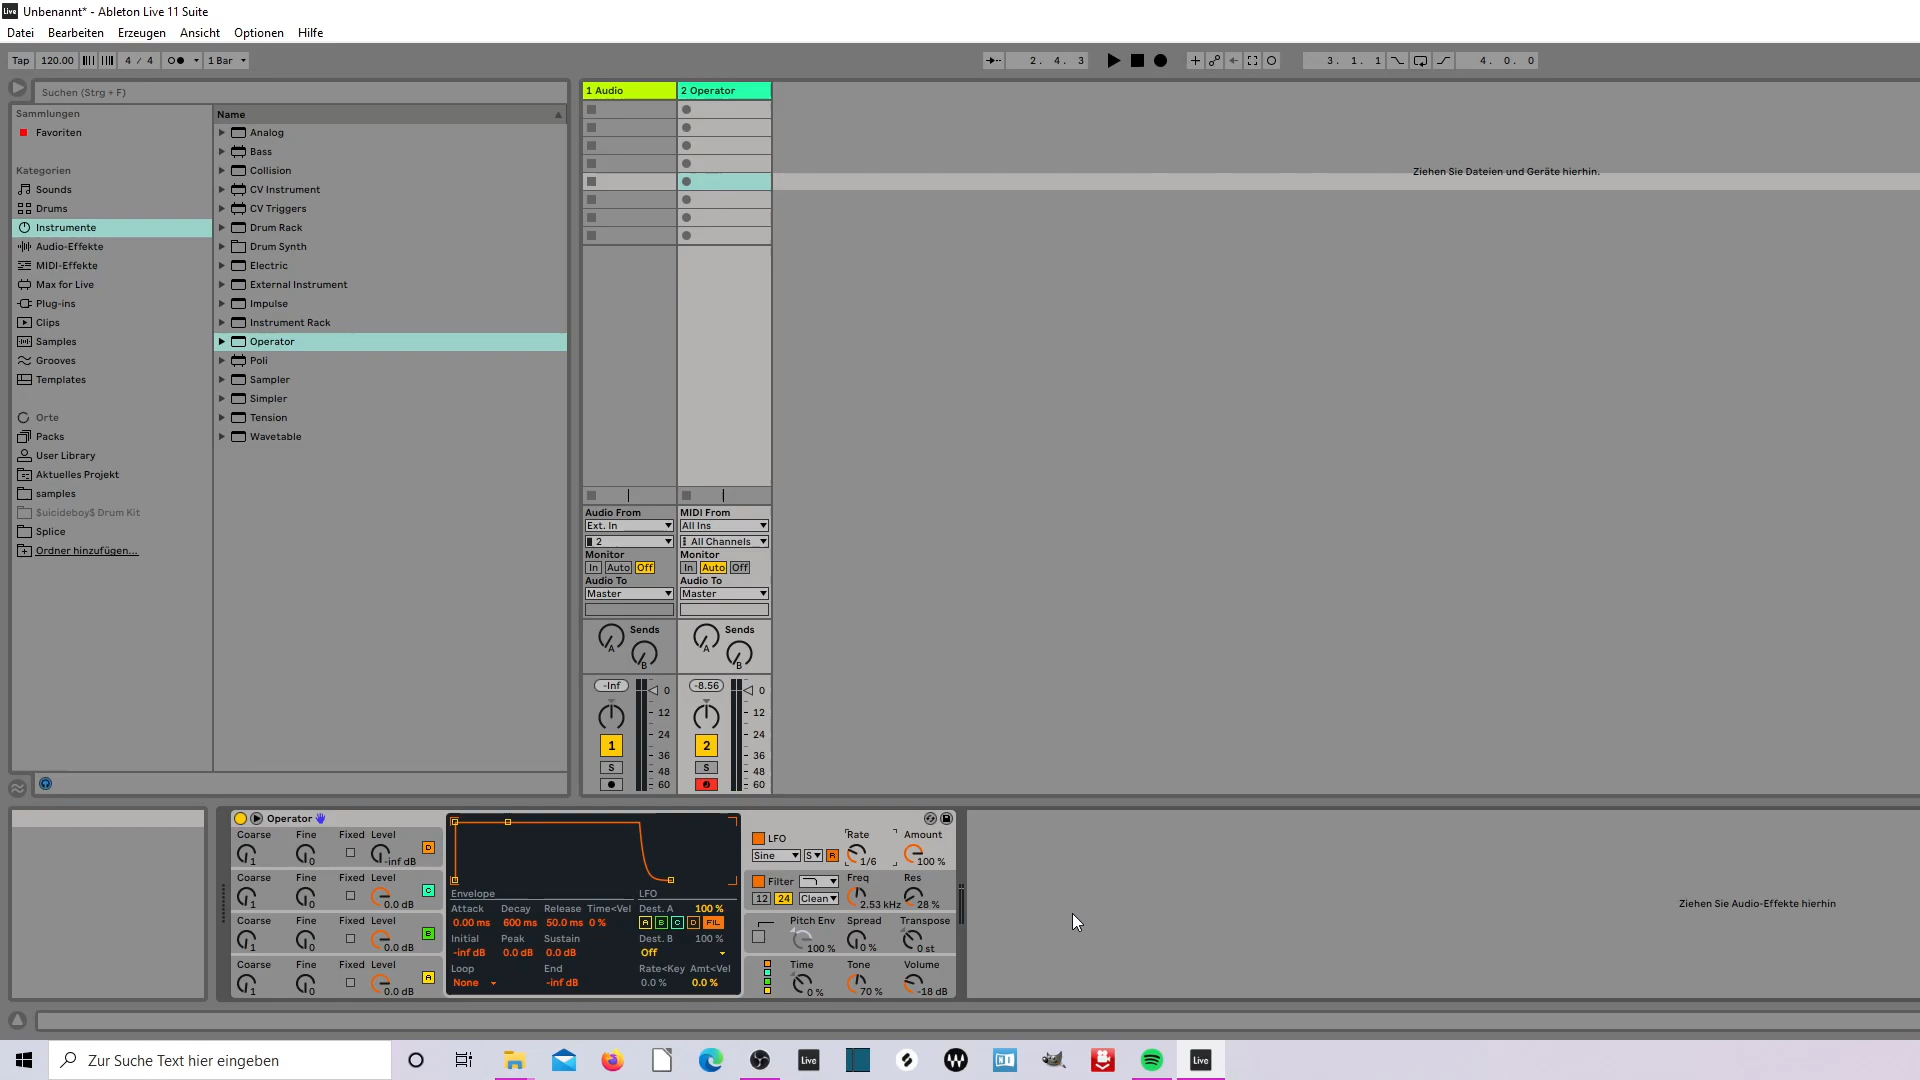 Live Unbenannt* - Ableton Live 11 Suite
Datei Bearbeiten Erzeugen Ansicht Optionen Hilfe
Tap 120.00 4 / 4 1 Bar 2. 4. 3 3. 1. 1 4. 0. 0
Suchen (Strg + F)
Sammlungen
Favoriten
Kategorien
Sounds
Drums
Instrumente
Audio-Effekte
MIDI-Effekte
Max for Live
Plug-ins
Clips
Samples
Grooves
Templates
Orte
Packs
User Library
Aktuelles Projekt
samples
$uicideboy$ Drum Kit
Splice
Ordner hinzufügen...
Name
Analog
Bass
Collision
CV Instrument
CV Triggers
Drum Rack
Drum Synth
Electric
External Instrument
Impulse
Instrument Rack
Operator
Poli
Sampler
Simpler
Tension
Wavetable
1 Audio 2 Operator
Ziehen Sie Dateien und Geräte hierhin.
Audio From MIDI From
Ext. In All Ins
2 All Channels
Monitor Monitor
In Auto Off In Auto Off
Audio To Audio To
Master Master
Sends Sends
A B A B
-Inf 0 -8.56 0
12 12
24 24
1 36 2 36
S 48 S 48
60 60
Operator
Coarse Fine Fixed Level
1 0 -inf dB D
Coarse Fine Fixed Level
1 0 0.0 dB C
Coarse Fine Fixed Level
1 0 0.0 dB B
Coarse Fine Fixed Level
1 0 0.0 dB A
Envelope LFO
Attack Decay Release Time<Vel Dest. A 100 %
0.00 ms 600 ms 50.0 ms 0 % A B C D FIL
Initial Peak Sustain Dest. B 100 %
-inf dB 0.0 dB 0.0 dB Off
Loop End Rate<Key Amt<Vel
None -inf dB 0.0 % 0.0 %
LFO Rate Amount
Sine S R 1/6 100 %
Filter Freq Res
12 24 Clean 2.53 kHz 28 %
Pitch Env Spread Transpose
100 % 0 % 0 st
Time Tone Volume
0 % 70 % -18 dB
Ziehen Sie Audio-Effekte hierhin
Zur Suche Text hier eingeben
Live
NI
Live